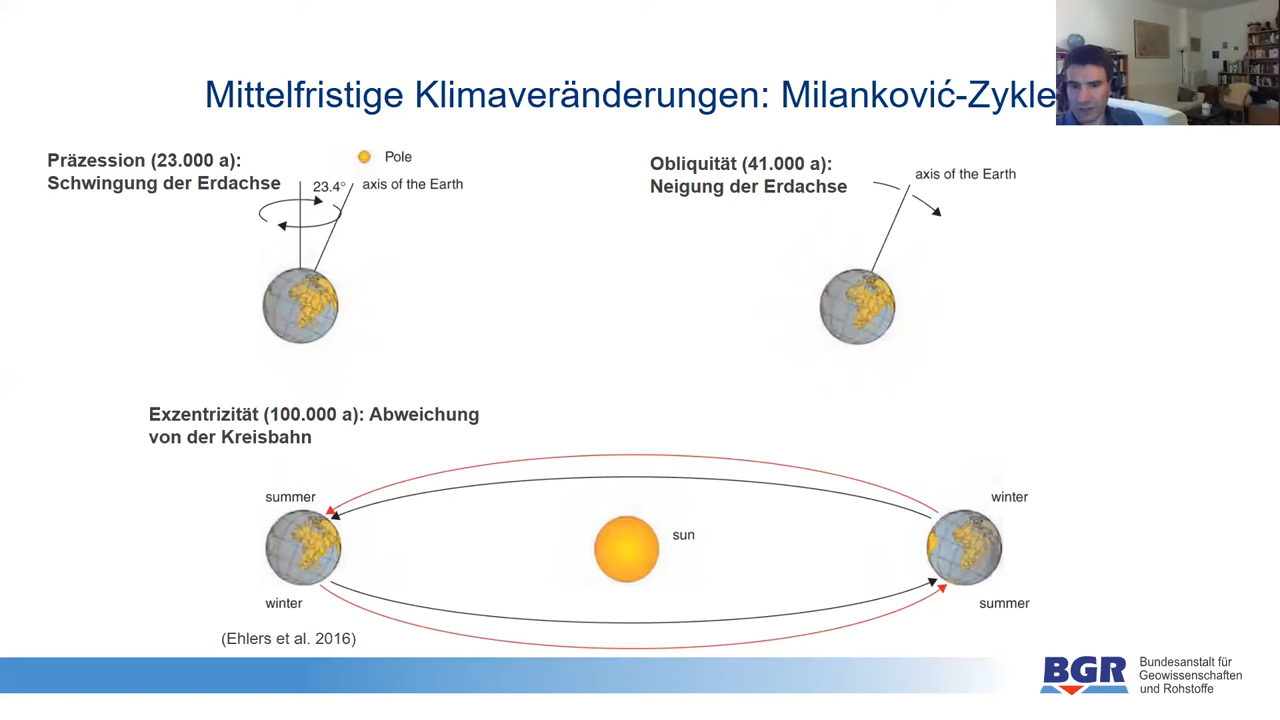 Mittelfristige Klimaveränderungen: Milanković-Zykle
Präzession (23.000 a):
Schwingung der Erdachse
Pole
23.4°
axis of the Earth
Obliquität (41.000 a):
Neigung der Erdachse
axis of the Earth
Exzentrizität (100.000 a): Abweichung
von der Kreisbahn
summer
winter
sun
winter
summer
(Ehlers et al. 2016)
BGR
Bundesanstalt für
Geowissenschaften
und Rohstoffe